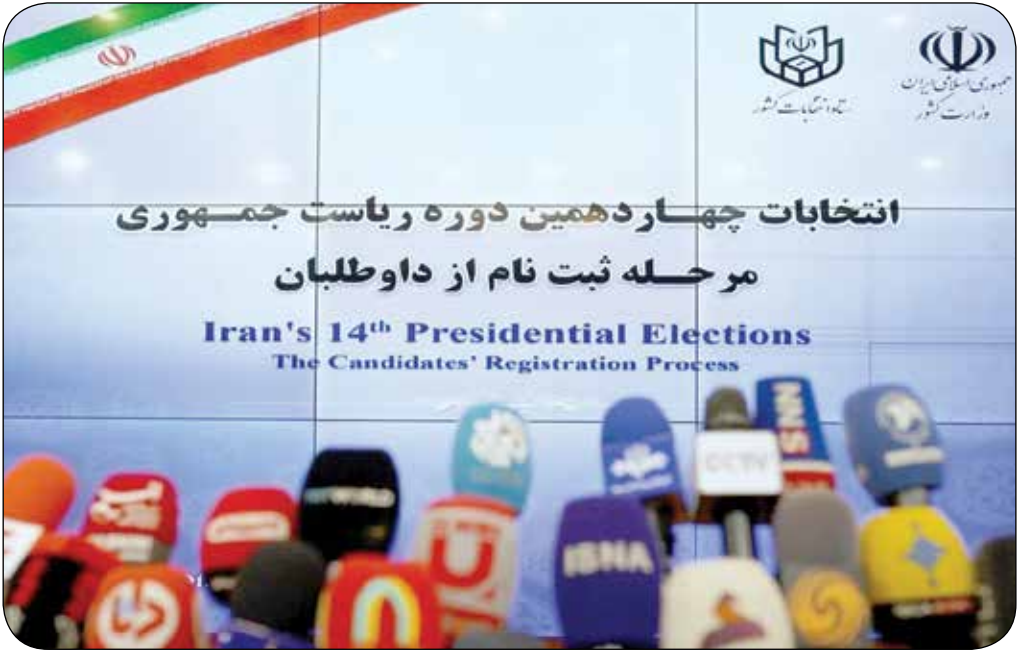 جمهوری اسلامی ایران
وزارت کشور
ستاد انتخابات کشور
انتخابات چهاردهمین دوره ریاست جمهوری
مرحله ثبت نام از داوطلبان
Iran's 14th Presidential Elections
The Candidates' Registration Process
SNN
CCTV
ISNA